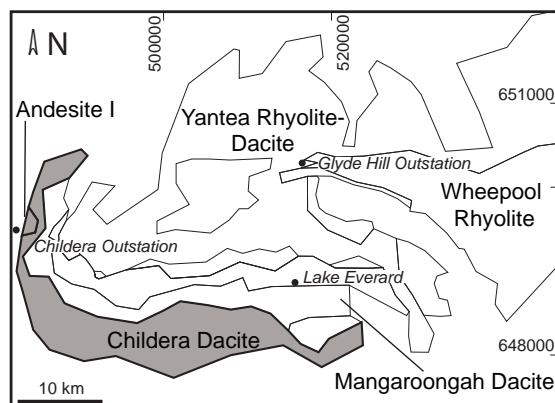 N
500000
520000
651000
Andesite I
Yantea Rhyolite-
Dacite
Glyde Hill Outstation
Wheepool
Rhyolite
Childera Outstation
Lake Everard
Childera Dacite
648000
Mangaroongah Dacite
10 km